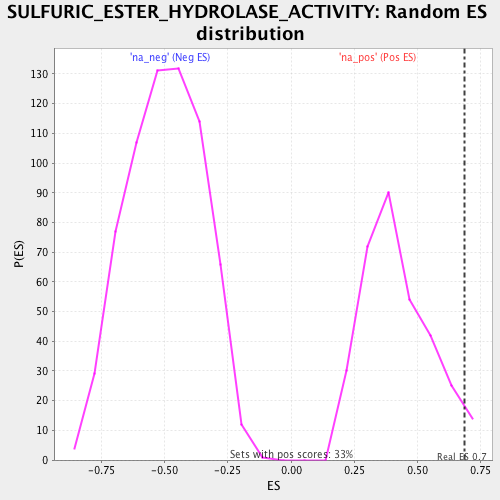 SULFURIC_ESTER_HYDROLASE_ACTIVITY: Random ES
distribution
'na_neg' (Neg ES)
'na_pos' (Pos ES)
130
120
110
100
90
80
70
60
50
40
30
20
10
0
P(ES)
Sets with pos scores: 33%
Real ES 0.7
-0.75
-0.50
-0.25
0.00
0.25
0.50
0.75
ES